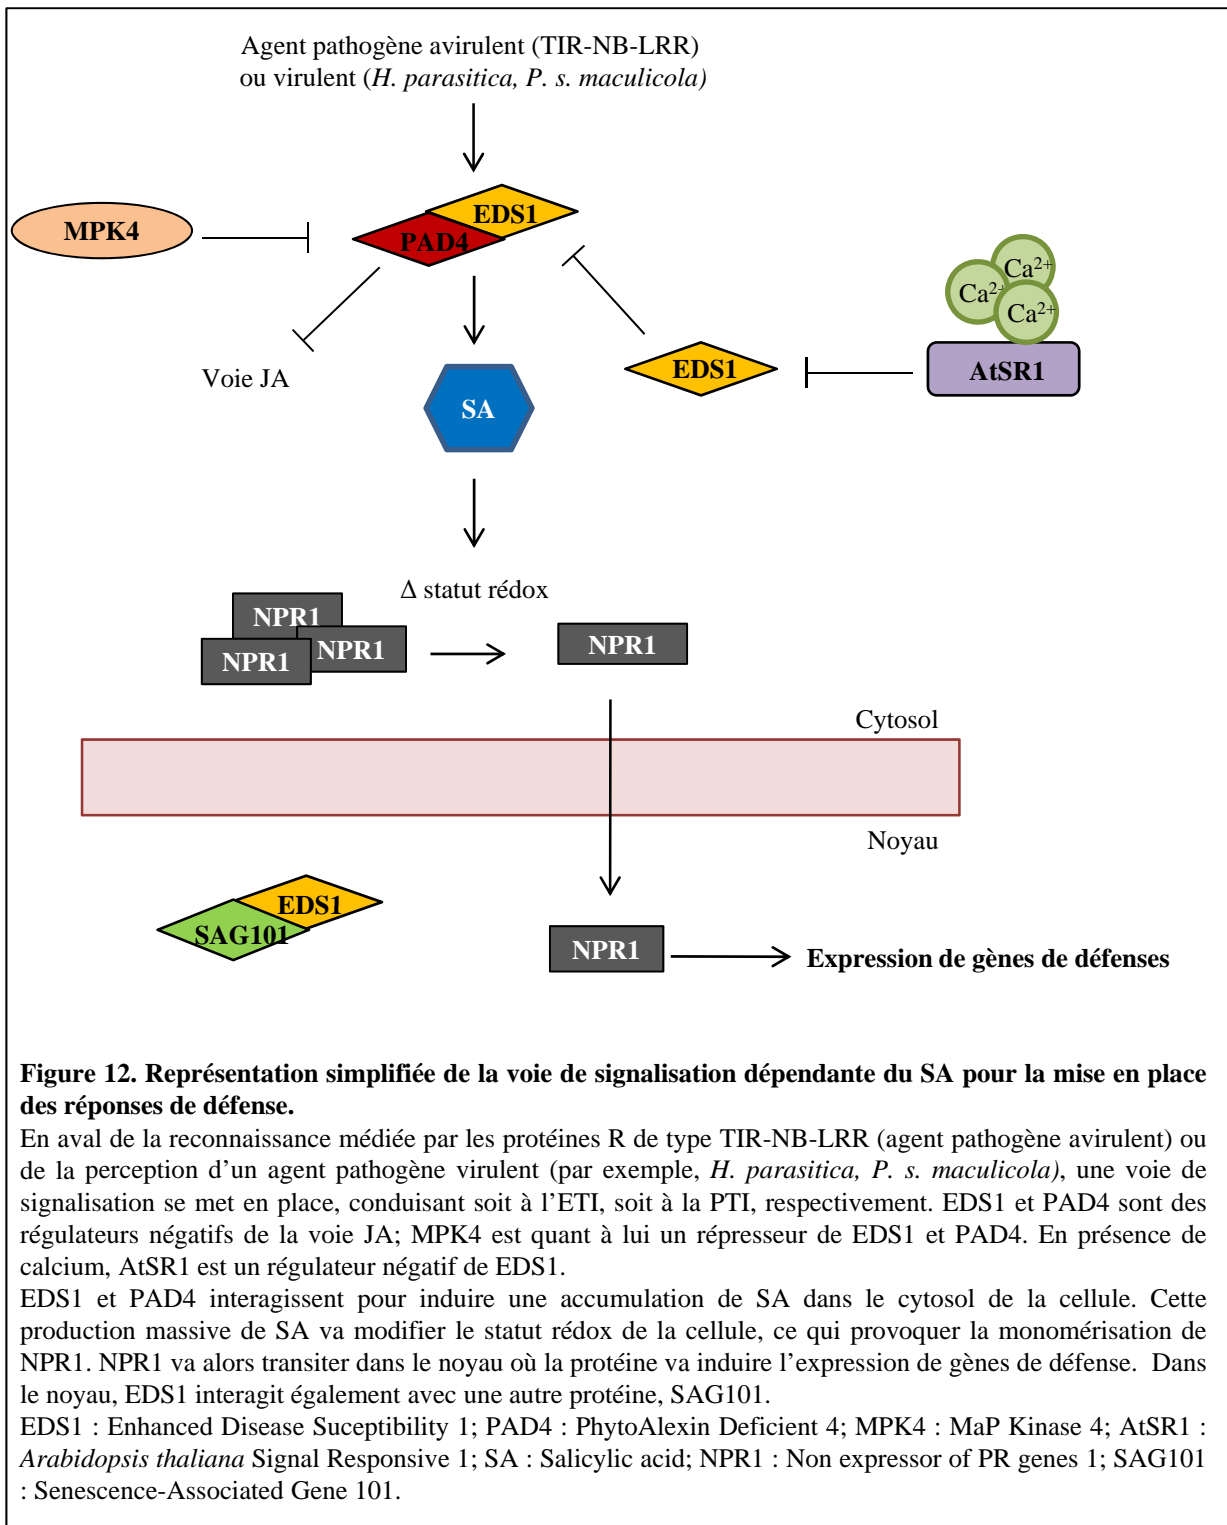 Agent pathogène avirulent (TIR-NB-LRR)
ou virulent (H. parasitica, P. s. maculicola)
EDS1
MPK4
PAD4
Ca2+
Ca2+
Ca2+
Voie JA
EDS1
AtSR1
SA
Δ statut rédox
NPR1
NPR1
NPR1
NPR1
Cytosol
Noyau
EDS1
SAG101
NPR1
Expression de gènes de défenses
Figure 12. Représentation simplifiée de la voie de signalisation dépendante du SA pour la mise en place
des réponses de défense.
En aval de la reconnaissance médiée par les protéines R de type TIR-NB-LRR (agent pathogène avirulent) ou
de la perception d'un agent pathogène virulent (par exemple, H. parasitica, P. s. maculicola), une voie de
signalisation se met en place, conduisant soit à l'ETI, soit à la PTI, respectivement. EDS1 et PAD4 sont des
régulateurs négatifs de la voie JA; MPK4 est quant à lui un répresseur de EDS1 et PAD4. En présence de
calcium, AtSR1 est un régulateur négatif de EDS1.
EDS1 et PAD4 interagissent pour induire une accumulation de SA dans le cytosol de la cellule. Cette
production massive de SA va modifier le statut rédox de la cellule, ce qui provoquer la monomérisation de
NPR1. NPR1 va alors transiter dans le noyau où la protéine va induire l'expression de gènes de défense. Dans
le noyau, EDS1 interagit également avec une autre protéine, SAG101.
EDS1 : Enhanced Disease Suceptibility 1; PAD4 : PhytoAlexin Deficient 4; MPK4 : MaP Kinase 4; AtSR1 :
Arabidopsis thaliana Signal Responsive 1; SA : Salicylic acid; NPR1 : Non expressor of PR genes 1; SAG101
: Senescence-Associated Gene 101.